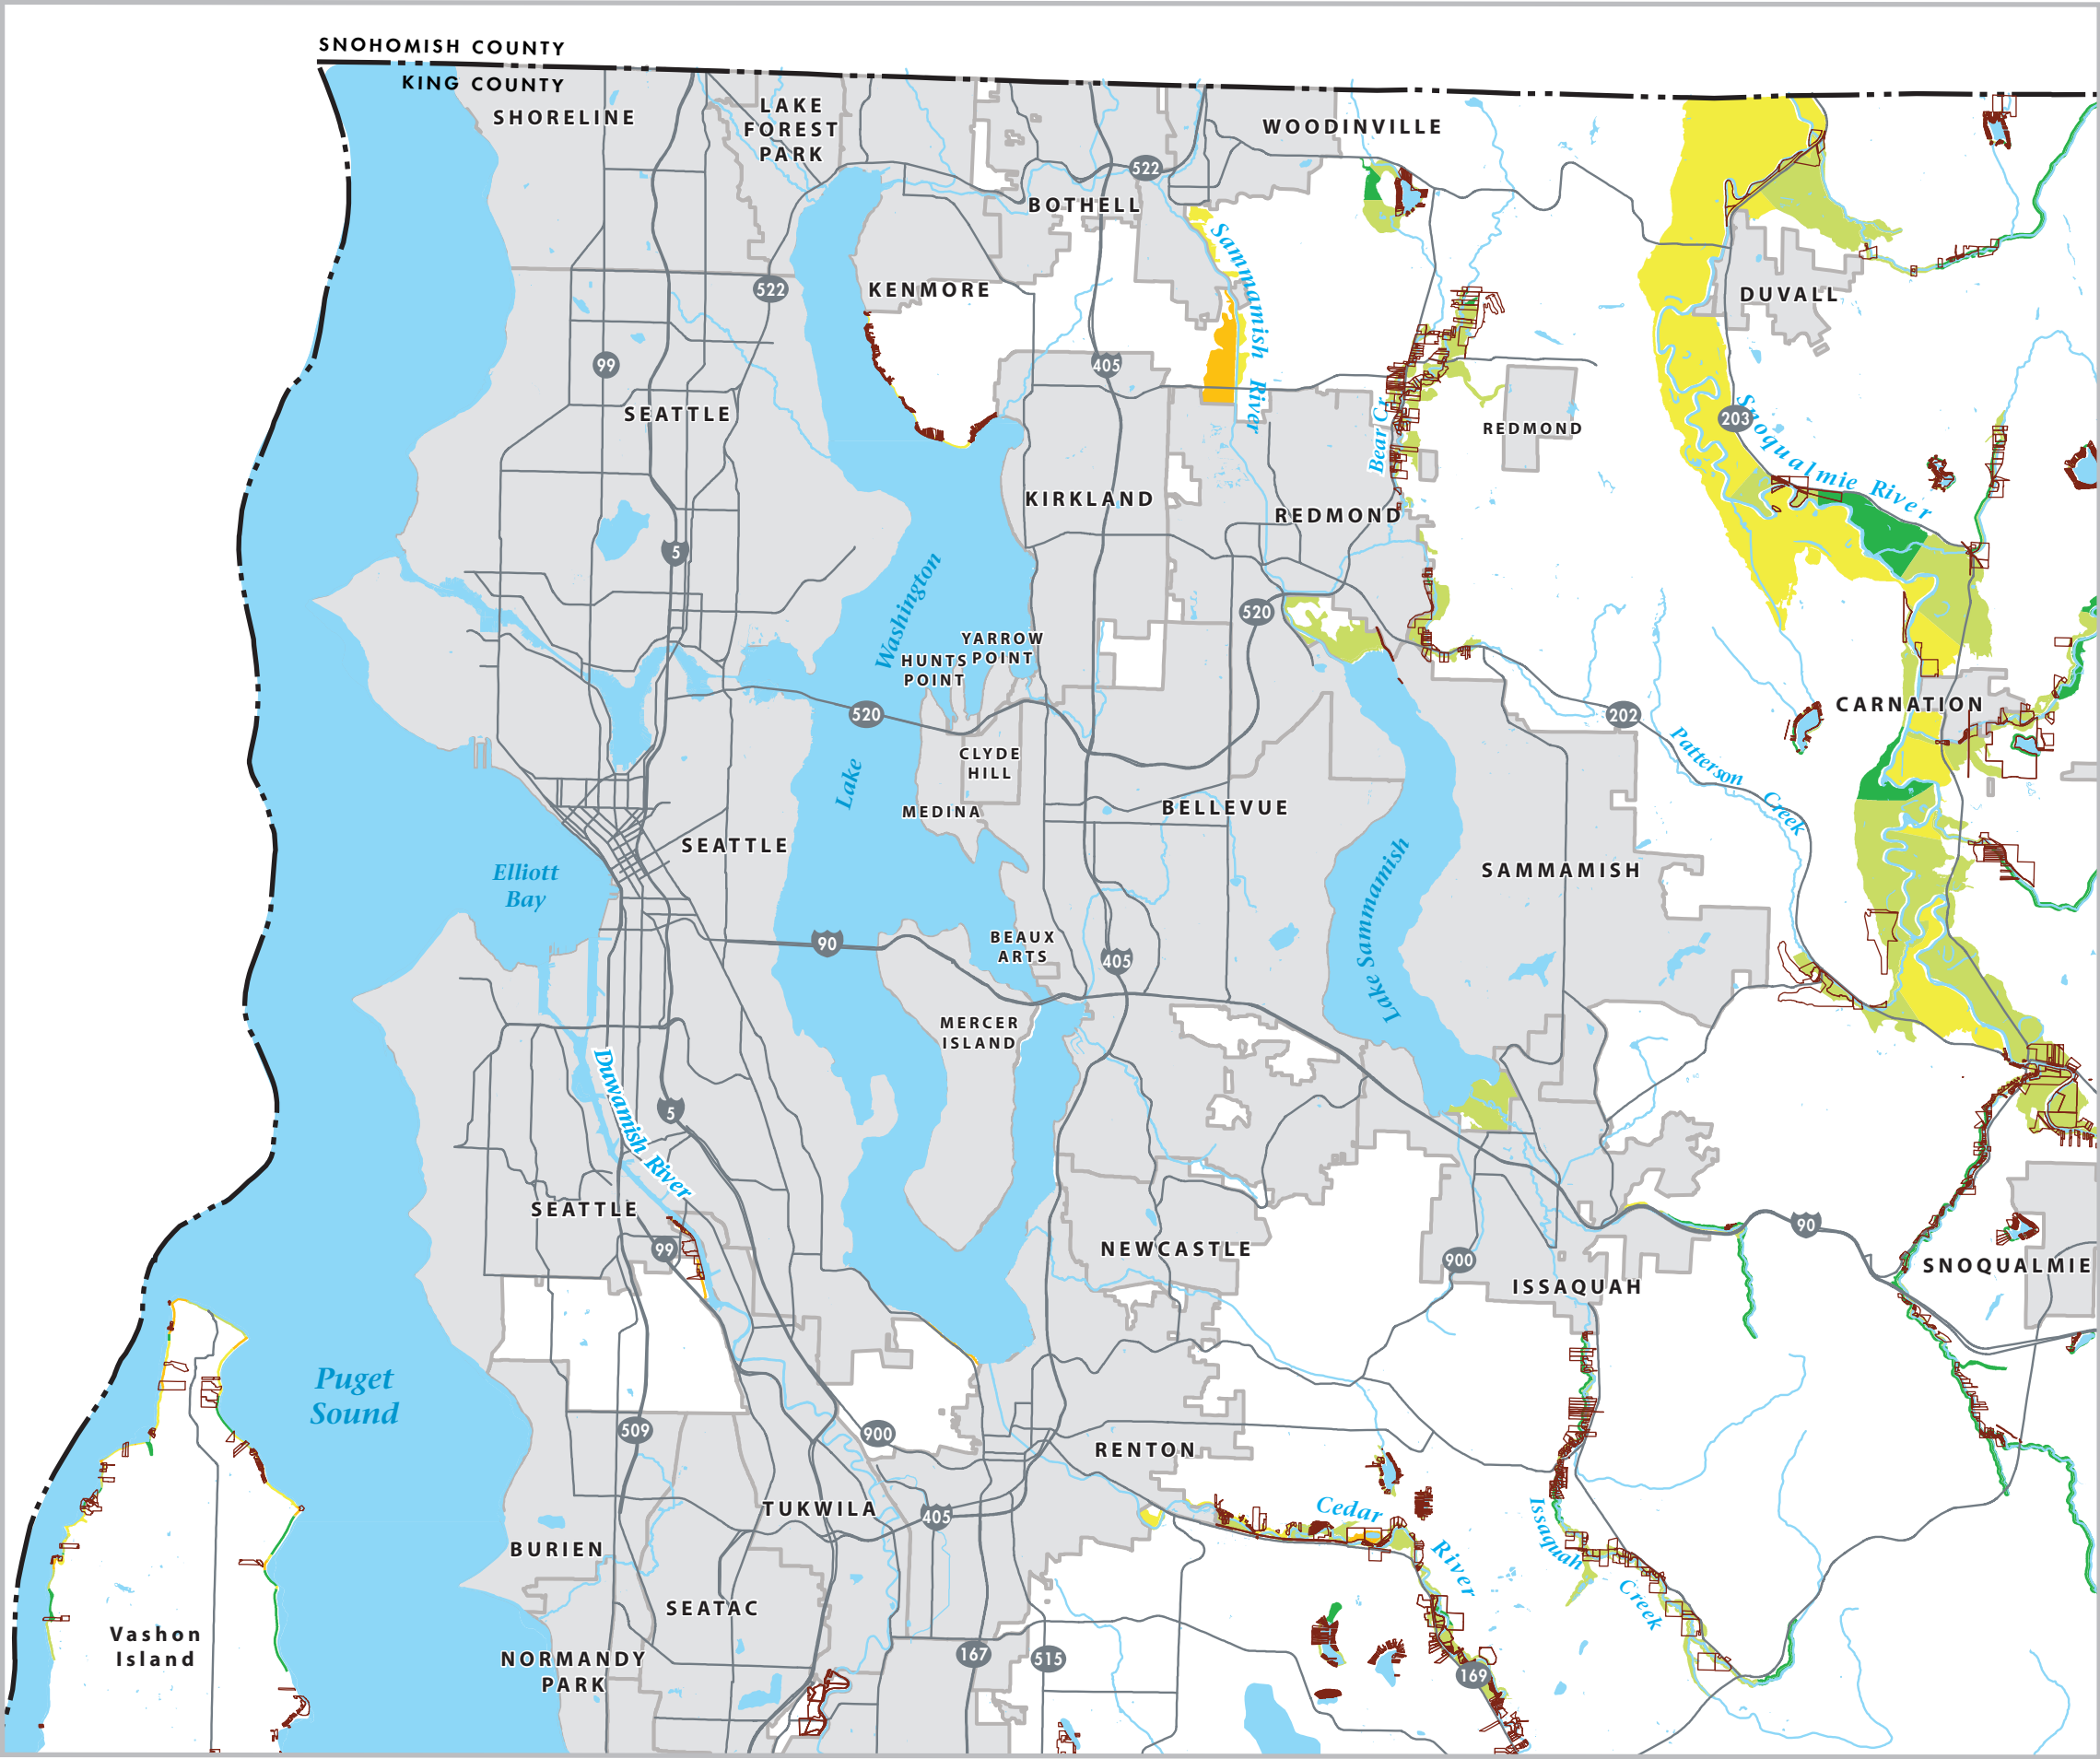 SNOHOMISH COUNTY
KING COUNTY
SHORELINE
LAKE
FOREST
PARK
WOODINVILLE
522
BOTHELL
Sammamish River
KENMORE
522
DUVALL
99
405
SEATTLE
Bear Cr
REDMOND
203
Snoqualmie River
KIRKLAND
REDMOND
5
520
Lake Washington
YARROW
POINT
HUNTS
POINT
520
202
CARNATION
Patterson Creek
CLYDE
HILL
MEDINA
BELLEVUE
SEATTLE
Elliott
Bay
SAMMAMISH
Lake Sammamish
90
BEAUX
ARTS
405
MERCER
ISLAND
Duwamish River
5
SEATTLE
99
NEWCASTLE
900
ISSAQUAH
90
SNOQUALMIE
Puget
Sound
509
900
RENTON
TUKWILA
405
Cedar River
Issaquah Creek
BURIEN
SEATAC
Vashon
Island
NORMANDY
PARK
167
515
169